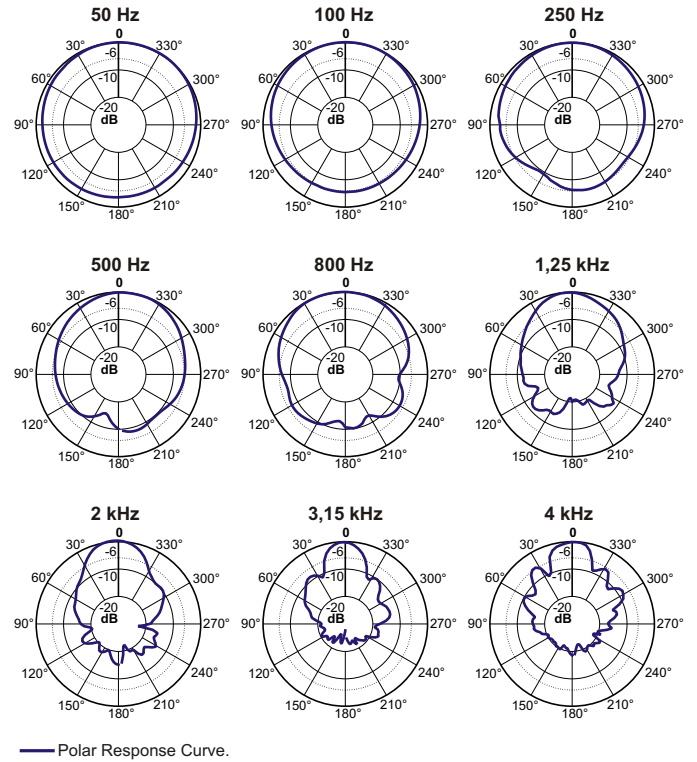 50 Hz 100 Hz 250 Hz
0 0 0
30° 330° 30° 330° 30° 330°
-6 -6 -6
60° -10 300° 60° -10 300° 60° -10 300°
-20 -20 -20
90° dB 270° 90° dB 270° 90° dB 270°
120° 240° 120° 240° 120° 240°
150° 210° 150° 210° 150° 210°
180° 180° 180°
500 Hz 800 Hz 1,25 kHz
0 0 0
30° 330° 30° 330° 30° 330°
-6 -6 -6
60° -10 300° 60° -10 300° 60° -10 300°
-20 -20 -20
90° dB 270° 90° dB 270° 90° dB 270°
120° 240° 120° 240° 120° 240°
150° 210° 150° 210° 150° 210°
180° 180° 180°
2 kHz 3,15 kHz 4 kHz
0 0 0
30° 330° 30° 330° 30° 330°
-6 -6 -6
60° -10 300° 60° -10 300° 60° -10 300°
-20 -20 -20
90° dB 270° 90° dB 270° 90° dB 270°
120° 240° 120° 240° 120° 240°
150° 210° 150° 210° 150° 210°
180° 180° 180°
Polar Response Curve.